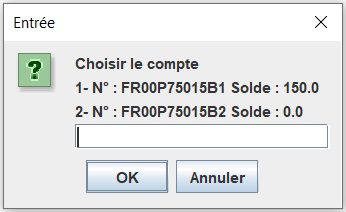 Entrée
Choisir le compte
1- N° : FR00P75015B1 Solde : 150.0
2- N° : FR00P75015B2 Solde : 0.0
OK
Annuler